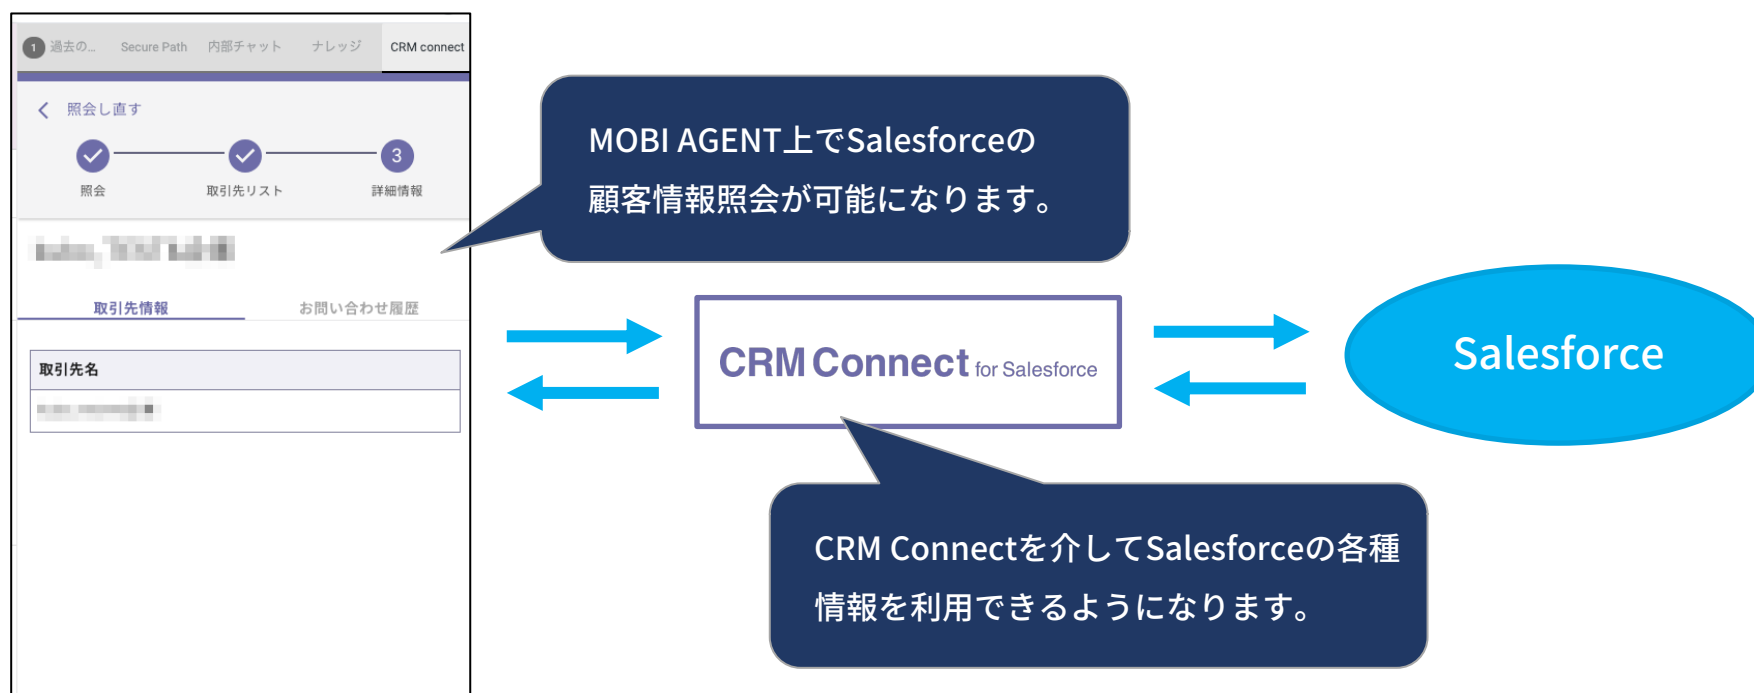 1 過去の... Secure Path 内部チャット ナレッジ CRM connect
照会し直す
3
照会 取引先リスト 詳細情報
取引先情報 お問い合わせ履歴
取引先名
MOBI AGENT上でSalesforceの
顧客情報照会が可能になります。
CRM Connect for Salesforce
Salesforce
CRM Connectを介してSalesforceの各種
情報を利用できるようになります。